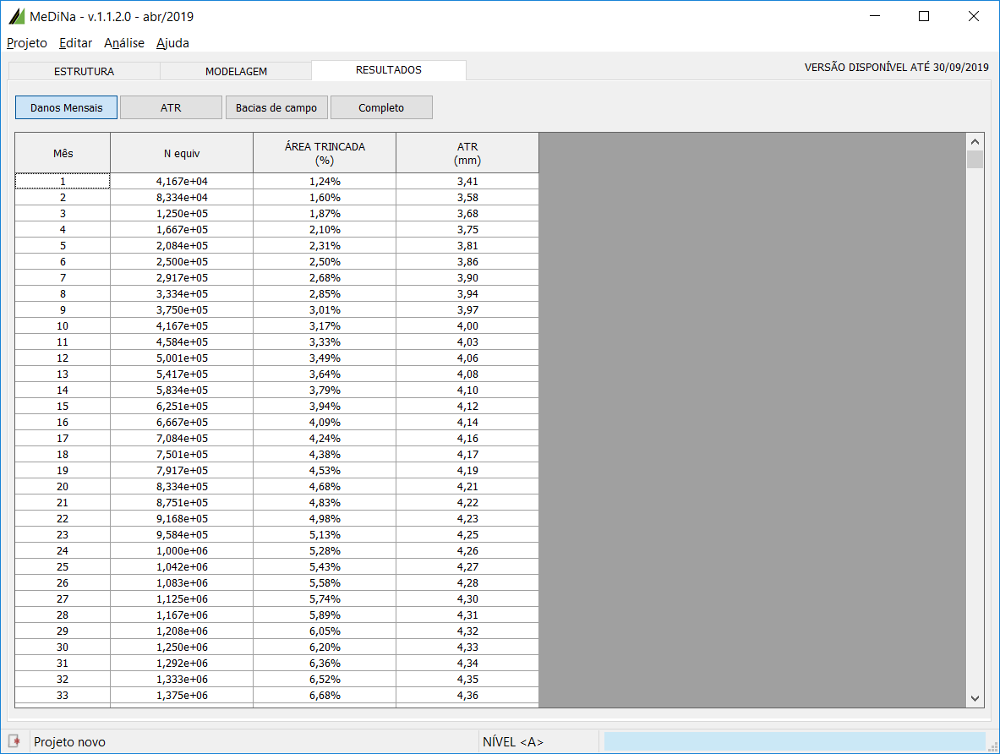 MeDiNa - v.1.1.2.0 - abr/2019
Projeto Editar Análise Ajuda
ESTRUTURA MODELAGEM RESULTADOS VERSÃO DISPONÍVEL ATÉ 30/09/2019
Danos Mensais ATR Bacias de campo Completo
Mês N equiv ÁREA TRINCADA (%) ATR (mm)
1 4,167e+04 1,24% 3,41
2 8,334e+04 1,60% 3,58
3 1,250e+05 1,87% 3,68
4 1,667e+05 2,10% 3,75
5 2,084e+05 2,31% 3,81
6 2,500e+05 2,50% 3,86
7 2,917e+05 2,68% 3,90
8 3,334e+05 2,85% 3,94
9 3,750e+05 3,01% 3,97
10 4,167e+05 3,17% 4,00
11 4,584e+05 3,33% 4,03
12 5,001e+05 3,49% 4,06
13 5,417e+05 3,64% 4,08
14 5,834e+05 3,79% 4,10
15 6,251e+05 3,94% 4,12
16 6,667e+05 4,09% 4,14
17 7,084e+05 4,24% 4,16
18 7,501e+05 4,38% 4,17
19 7,917e+05 4,53% 4,19
20 8,334e+05 4,68% 4,21
21 8,751e+05 4,83% 4,22
22 9,168e+05 4,98% 4,23
23 9,584e+05 5,13% 4,25
24 1,000e+06 5,28% 4,26
25 1,042e+06 5,43% 4,27
26 1,083e+06 5,58% 4,28
27 1,125e+06 5,74% 4,30
28 1,167e+06 5,89% 4,31
29 1,208e+06 6,05% 4,32
30 1,250e+06 6,20% 4,33
31 1,292e+06 6,36% 4,34
32 1,333e+06 6,52% 4,35
33 1,375e+06 6,68% 4,36
Projeto novo NÍVEL <A>